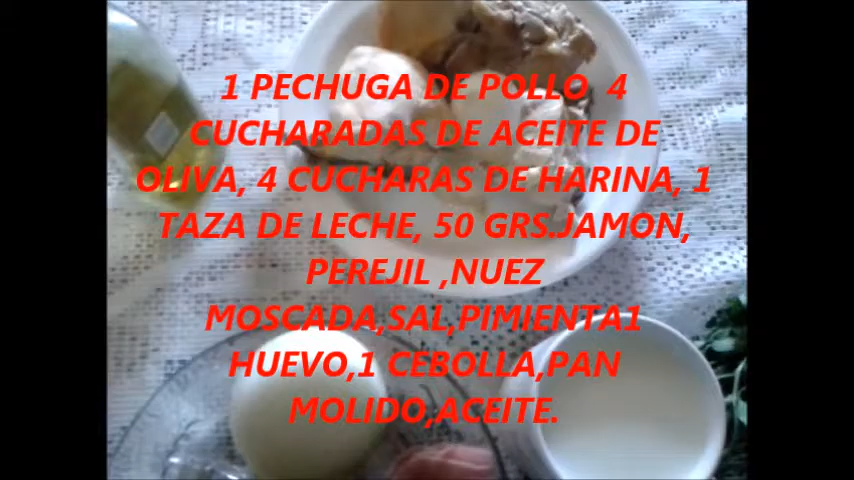 1 PECHUGA DE POLLO  4
CUCHARADAS DE ACEITE DE
OLIVA, 4 CUCHARAS DE HARINA, 1
TAZA DE LECHE, 50 GRS.JAMON,
PEREJIL ,NUEZ
MOSCADA,SAL,PIMIENTA1
HUEVO,1 CEBOLLA,PAN
MOLIDO,ACEITE.